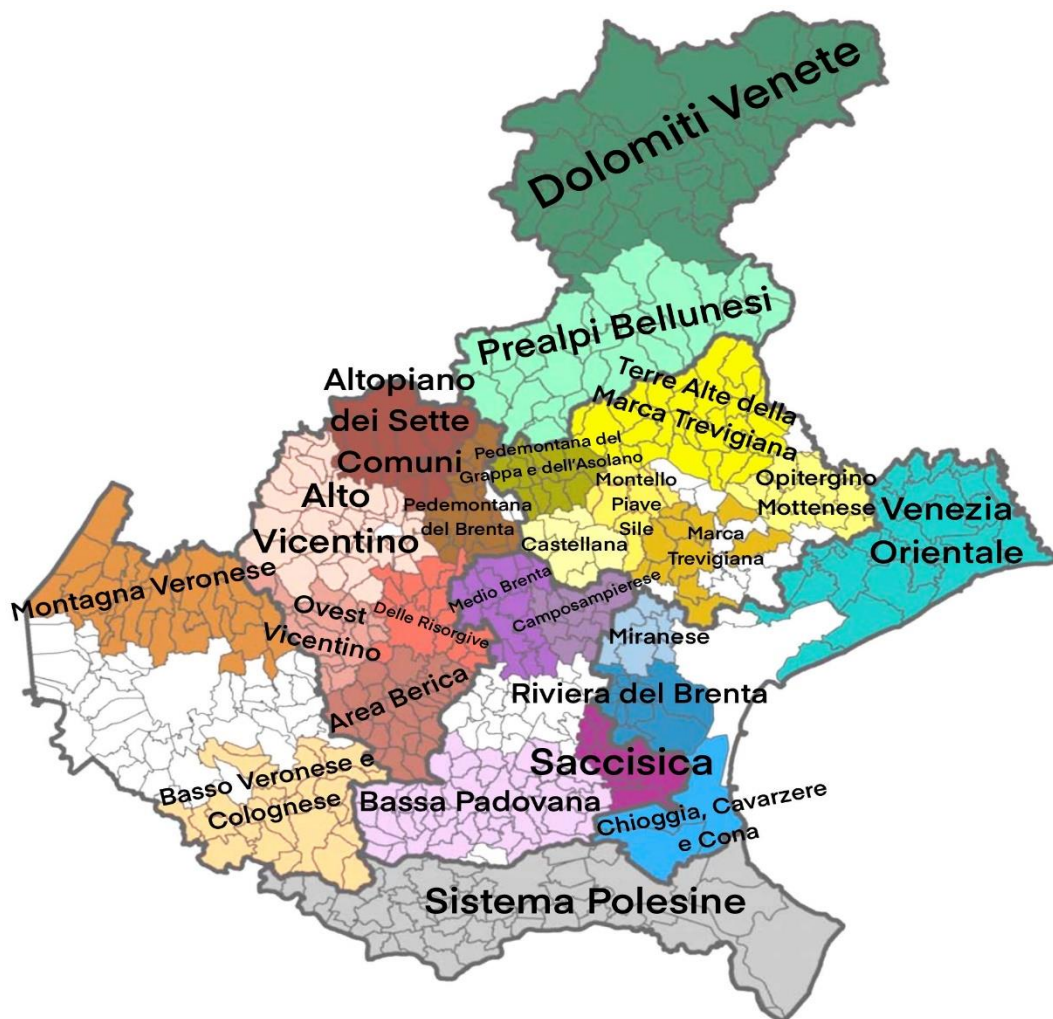 Dolomiti Venete
Prealpi Bellunesi
Altopiano
dei Sette
Comuni
Terre Alte della
Marca Trevigiana
Pedemontana del
Grappa e dell'Asolano
Alto
Vicentino
Pedemontana
del Brenta
Montello
Piave
Sile
Opitergino
Mottenese
Venezia
Orientale
Castellana
Marca
Trevigiana
Montagna Veronese
Ovest
Vicentino
Delle Risorgive
Medio Brenta
Camposampierese
Miranese
Area Berica
Riviera del Brenta
Saccisica
Basso Veronese e
Colognese
Bassa Padovana
Chioggia, Cavarzere
e Cona
Sistema Polesine